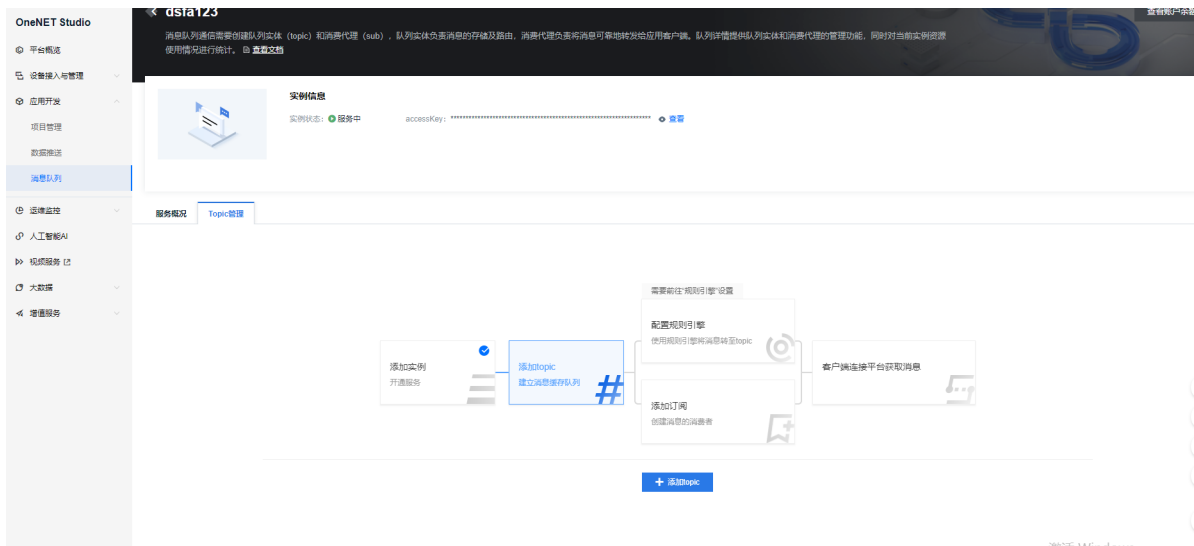 OneNET Studio
dsfa123
查看账户余额
消息队列通信需要创建队列实体（topic）和消费代理（sub），队列实体负责消息的存储及路由，消费代理负责将消息可靠地转发给应用客户端。队列详情提供队列实体和消费代理的管理功能，同时对当前实例资源
使用情况进行统计。 查看文档
平台概览
设备接入与管理
应用开发
项目管理
数据推送
消息队列
运维监控
人工智能AI
视频服务
大数据
增值服务
实例信息
实例状态： 服务中 accessKey： ****************************************************************** 查看
服务概况 Topic管理
需要前往“规则引擎”设置
配置规则引擎
使用规则引擎将消息转至topic
添加实例
开通服务
添加topic
建立消息缓存队列
客户端连接平台获取消息
添加订阅
创建消息的消费者
+ 添加topic